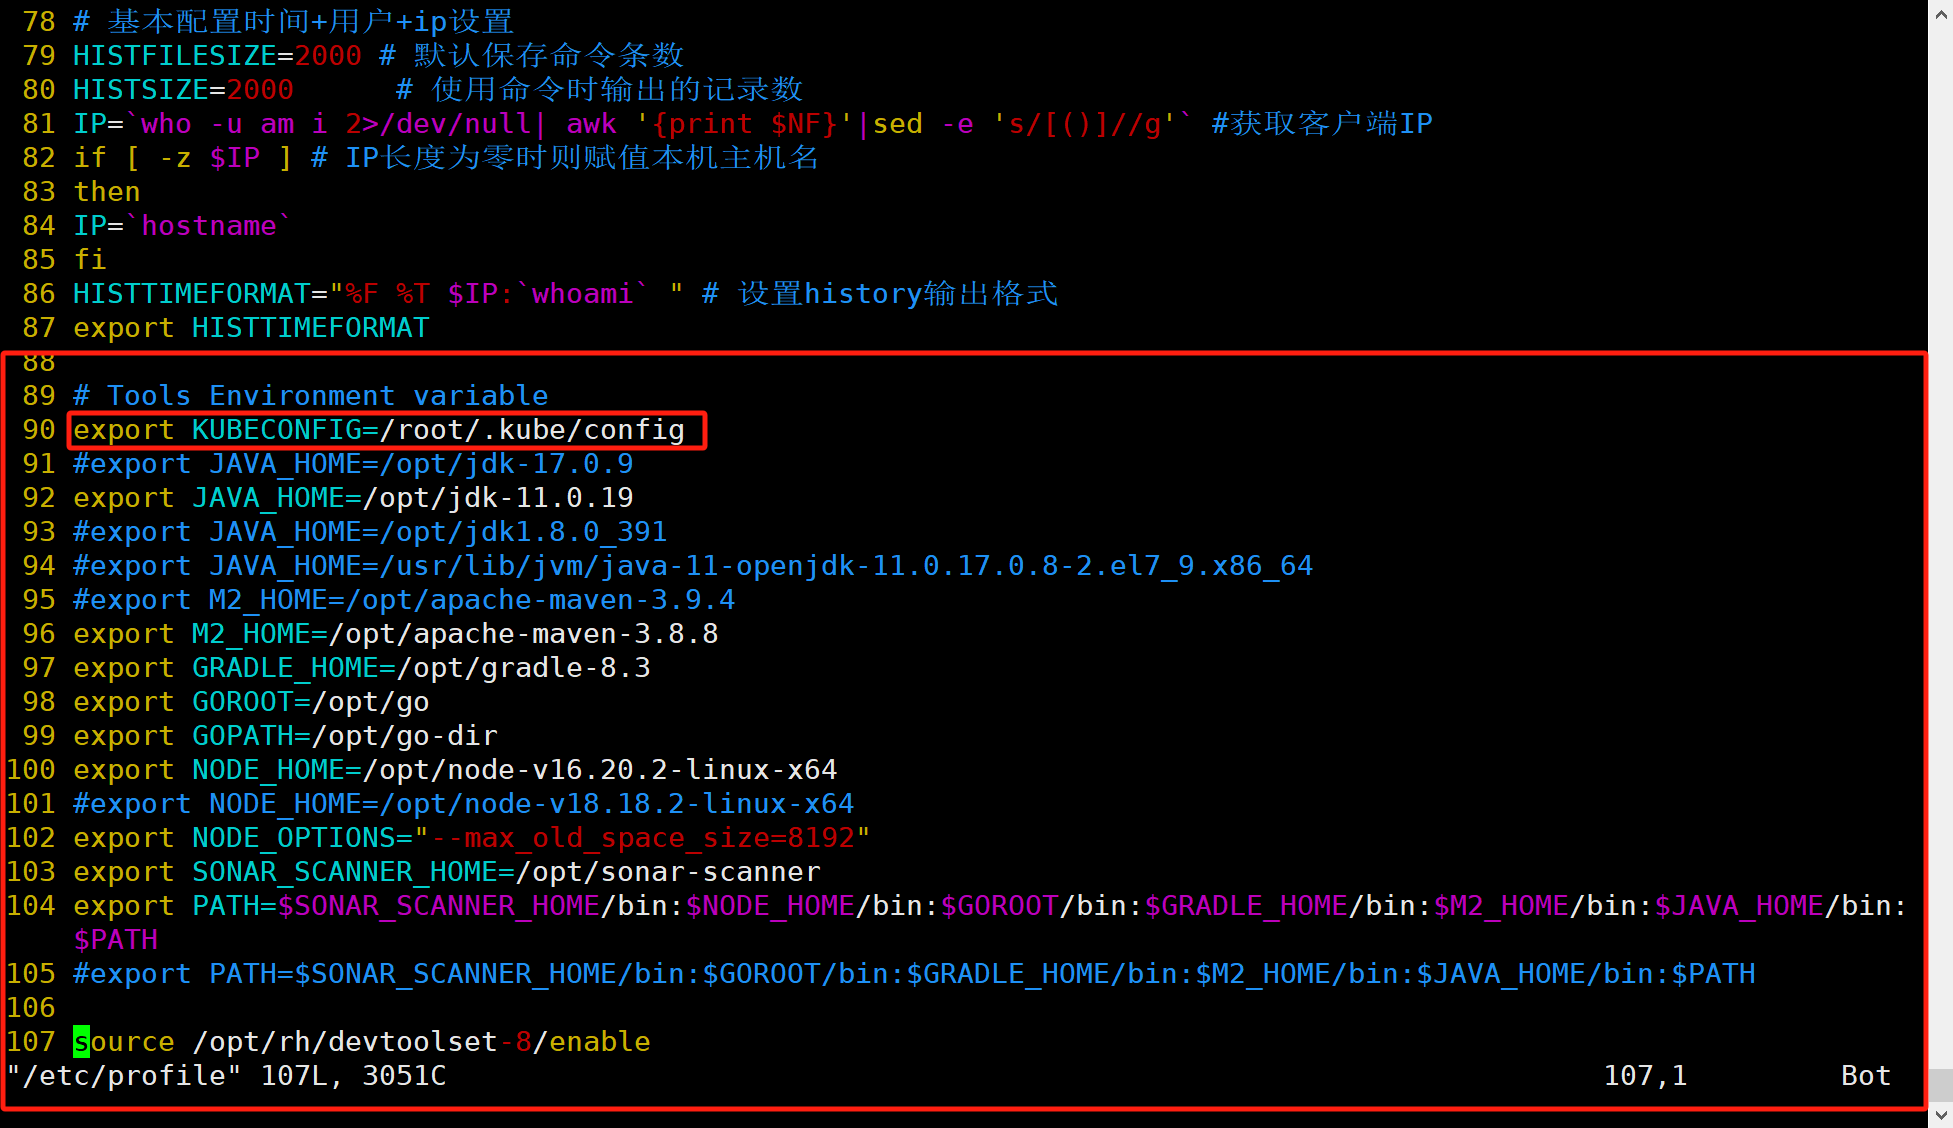 78 # 基本配置时间+用户+ip设置
79 HISTFILESIZE=2000 # 默认保存命令条数
80 HISTSIZE=2000      # 使用命令时输出的记录数
81 IP=`who -u am i 2>/dev/null| awk '{print $NF}'|sed -e 's/[()]//g'` #获取客户端IP
82 if [ -z $IP ] # IP长度为零时则赋值本机主机名
83 then
84 IP=`hostname`
85 fi
86 HISTTIMEFORMAT="%F %T $IP:`whoami` " # 设置history输出格式
87 export HISTTIMEFORMAT
88
89 # Tools Environment variable
90 export KUBECONFIG=/root/.kube/config
91 #export JAVA_HOME=/opt/jdk-17.0.9
92 export JAVA_HOME=/opt/jdk-11.0.19
93 #export JAVA_HOME=/opt/jdk1.8.0_391
94 #export JAVA_HOME=/usr/lib/jvm/java-11-openjdk-11.0.17.0.8-2.el7_9.x86_64
95 #export M2_HOME=/opt/apache-maven-3.9.4
96 export M2_HOME=/opt/apache-maven-3.8.8
97 export GRADLE_HOME=/opt/gradle-8.3
98 export GOROOT=/opt/go
99 export GOPATH=/opt/go-dir
100 export NODE_HOME=/opt/node-v16.20.2-linux-x64
101 #export NODE_HOME=/opt/node-v18.18.2-linux-x64
102 export NODE_OPTIONS="--max_old_space_size=8192"
103 export SONAR_SCANNER_HOME=/opt/sonar-scanner
104 export PATH=$SONAR_SCANNER_HOME/bin:$NODE_HOME/bin:$GOROOT/bin:$GRADLE_HOME/bin:$M2_HOME/bin:$JAVA_HOME/bin:
$PATH
105 #export PATH=$SONAR_SCANNER_HOME/bin:$GOROOT/bin:$GRADLE_HOME/bin:$M2_HOME/bin:$JAVA_HOME/bin:$PATH
106
107 source /opt/rh/devtoolset-8/enable
"/etc/profile" 107L, 3051C 107,1 Bot